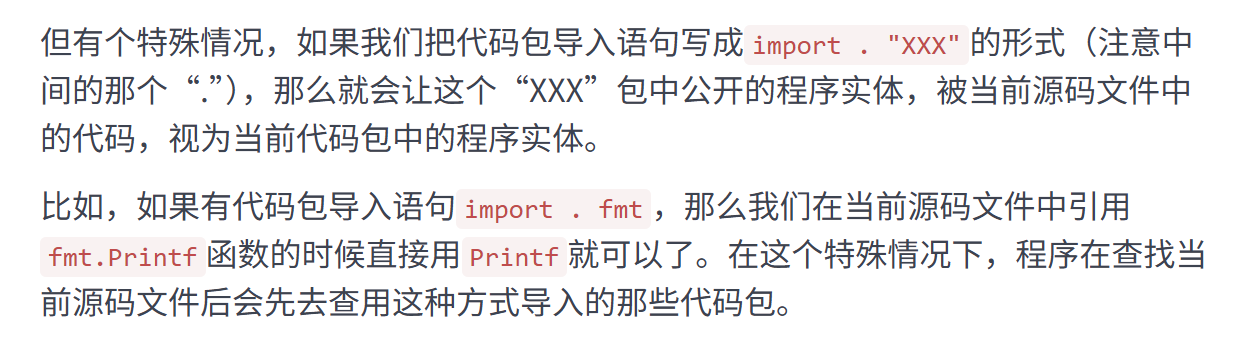 但有个特殊情况，如果我们把代码包导入语句写成import . "XXX"的形式（注意中
间的那个“.”），那么就会让这个“XXX”包中公开的程序实体，被当前源码文件中
的代码，视为当前代码包中的程序实体。
比如，如果有代码包导入语句import . fmt，那么我们在当前源码文件中引用
fmt.Printf函数的时候直接用Printf就可以了。在这个特殊情况下，程序在查找当
前源码文件后会先去查用这种方式导入的那些代码包。